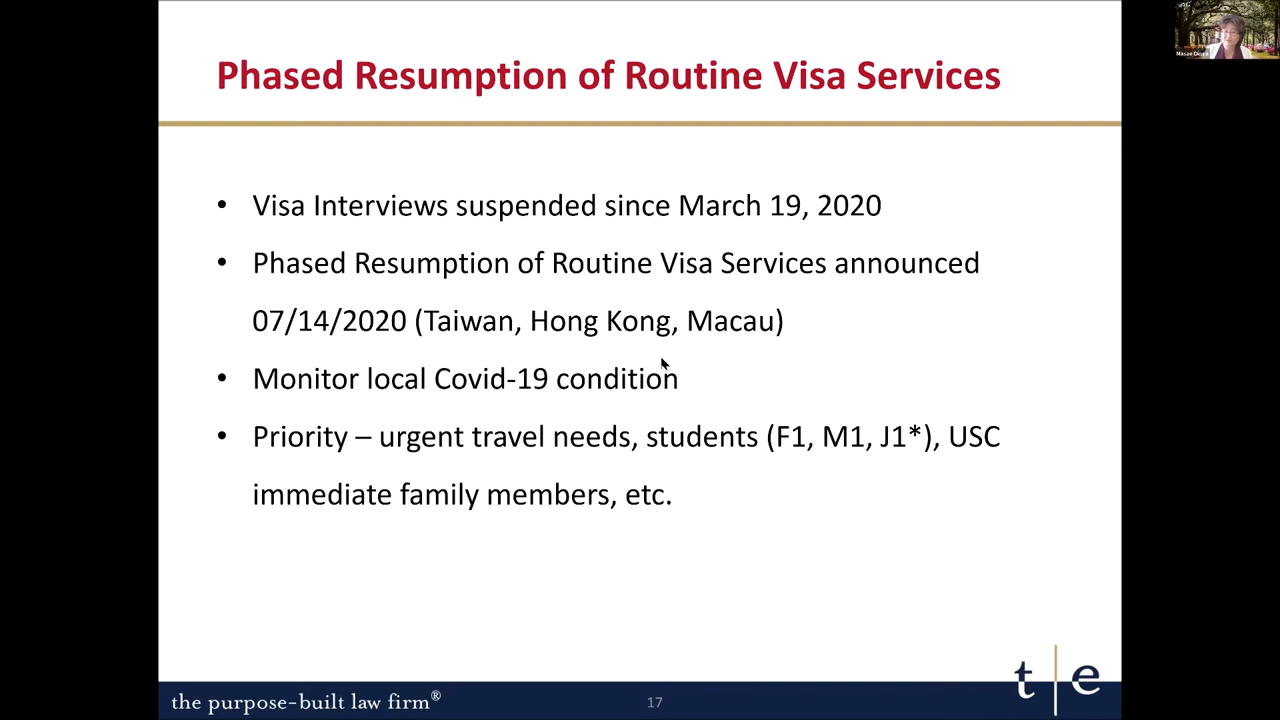 Phased Resumption of Routine Visa Services
• Visa Interviews suspended since March 19, 2020
• Phased Resumption of Routine Visa Services announced
07/14/2020 (Taiwan, Hong Kong, Macau)
• Monitor local Covid-19 condition
• Priority – urgent travel needs, students (F1, M1, J1*), USC
immediate family members, etc.
the purpose-built law firm®
17
t|e
Masae